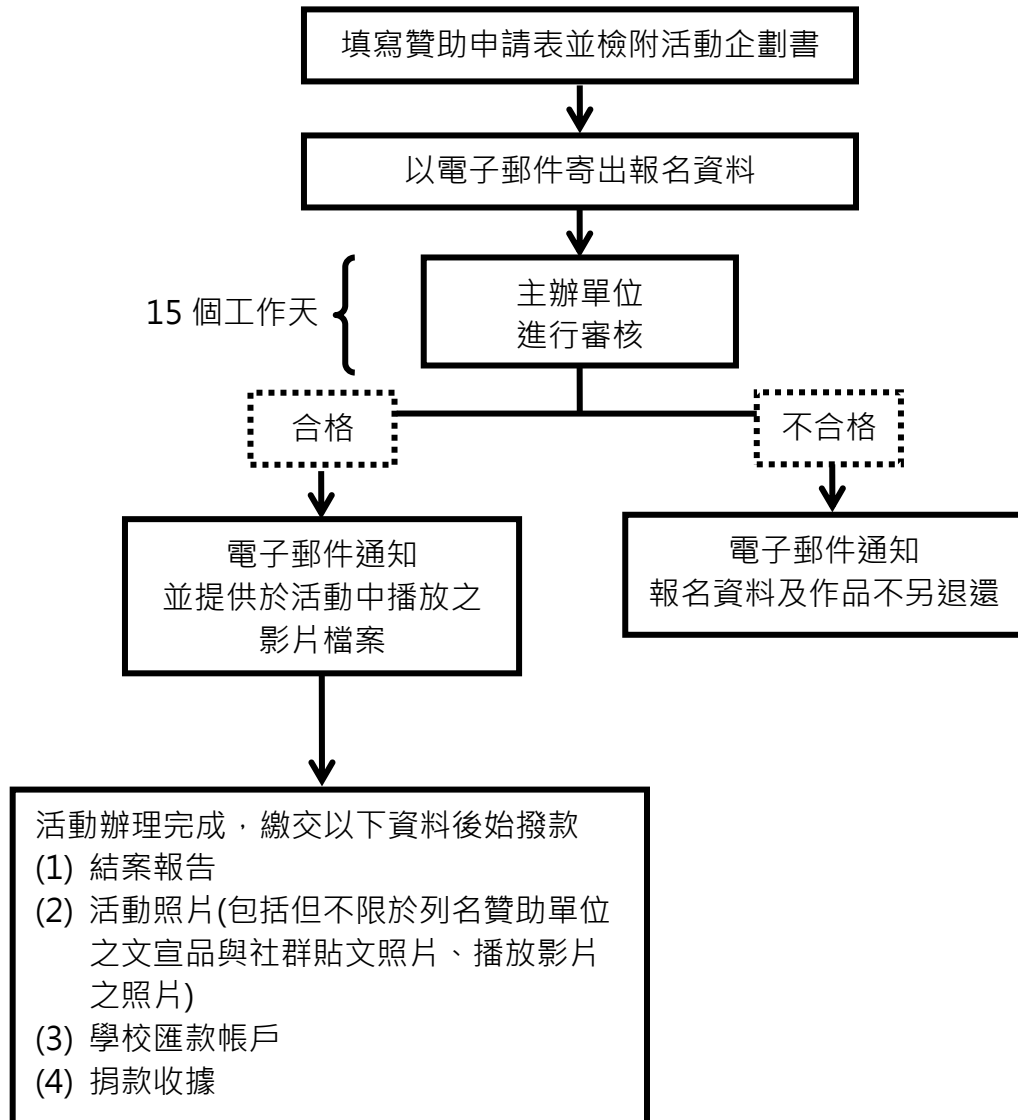 填寫贊助申請表並檢附活動企劃書
以電子郵件寄出報名資料
15 個工作天
主辦單位
進行審核
合格
不合格
電子郵件通知
並提供於活動中播放之
影片檔案
電子郵件通知
報名資料及作品不另退還
活動辦理完成，繳交以下資料後始撥款
(1) 結案報告
(2) 活動照片(包括但不限於列名贊助單位
之文宣品與社群貼文照片、播放影片
之照片)
(3) 學校匯款帳戶
(4) 捐款收據